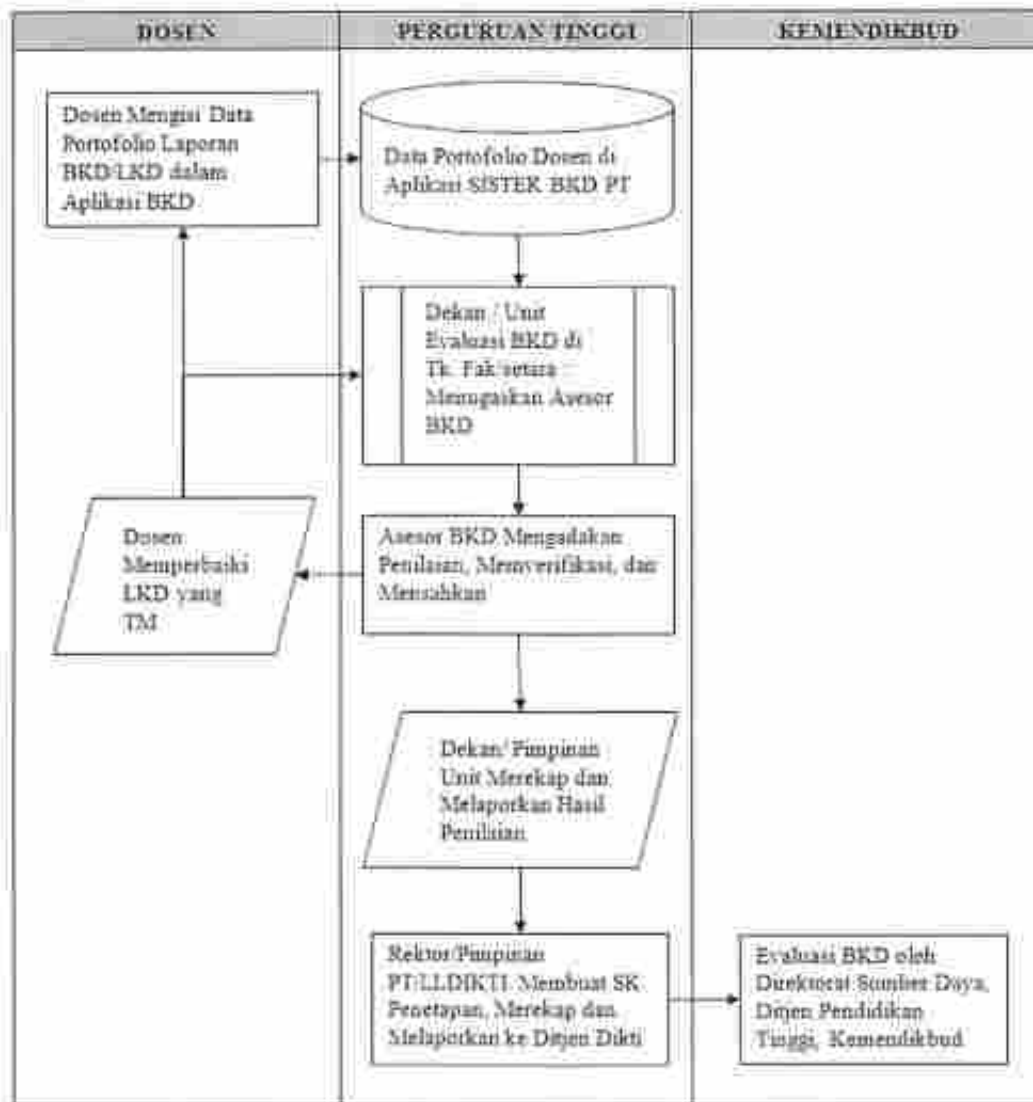 DOSEN
PERGURUAN TINGGI
KEMENDIKBUD
Dosen Mengisi Data
Portofolio Laporan
BKD/LKD dalam
Aplikasi BKD
Data Portofolio Dosen di
Aplikasi SISTER BKD PT
Dekan / Unit
Evaluasi BKD di
Tk. Fak/setara
Menugaskan Asesor
BKD
Dosen
Memperbaiki
LKD yang
TM
Asesor BKD Mengadakan
Penilaian, Memverifikasi, dan
Mensahkan
Dekan/ Pimpinan
Unit Merekap dan
Melaporkan Hasil
Penilaian
Rektor/Pimpinan
PT/LLDIKTI Membuat SK
Penetapan, Merekap dan
Melaporkan ke Ditjen Dikti
Evaluasi BKD oleh
Direktorat Sumber Daya,
Ditjen Pendidikan
Tinggi, Kemendikbud